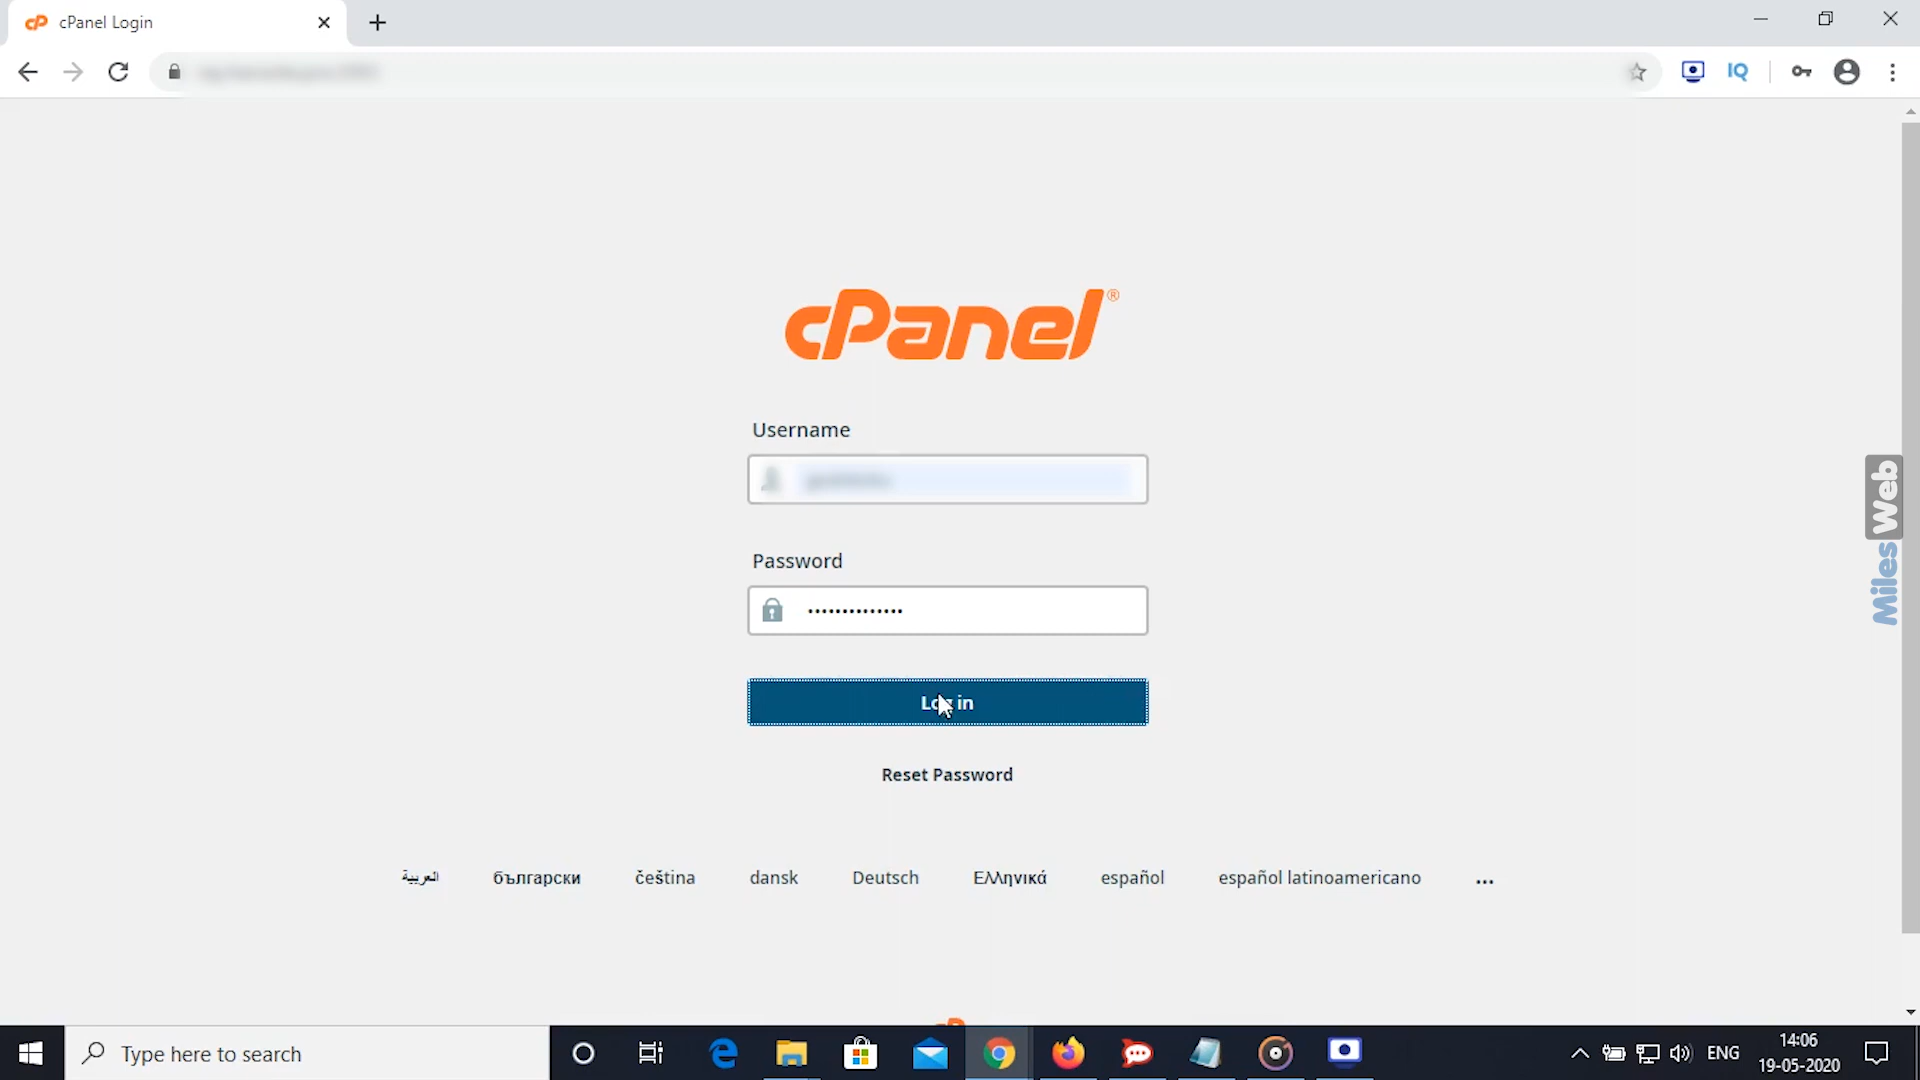 cPanel Login
IQ
cPanel®
Username
Password
Log in
Reset Password
العربية български čeština dansk Deutsch Ελληνικά español español latinoamericano ...
MilesWeb
Type here to search
ENG
14:06
19-05-2020